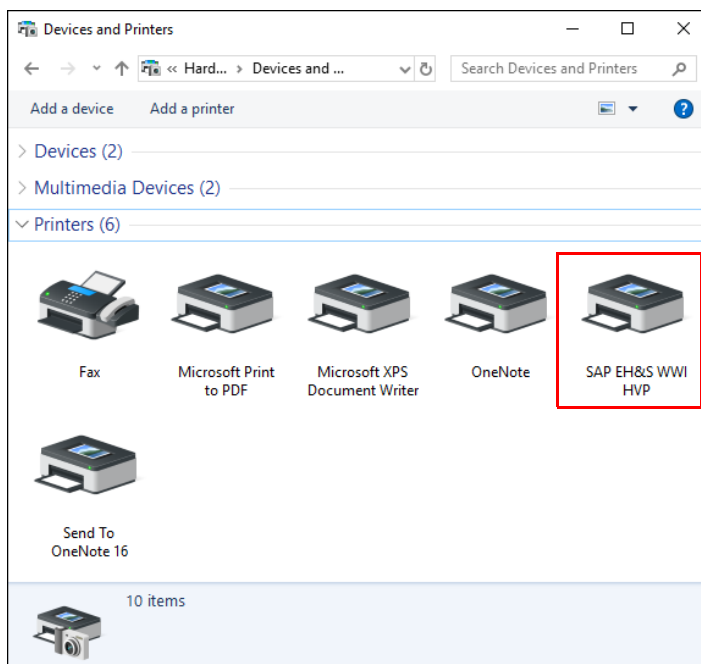 Devices and Printers
« Hard... › Devices and ...
Search Devices and Printers
Add a device Add a printer
?
Devices (2)
Multimedia Devices (2)
Printers (6)
Fax
Microsoft Print
to PDF
Microsoft XPS
Document Writer
OneNote
SAP EH&S WWI
HVP
Send To
OneNote 16
10 items